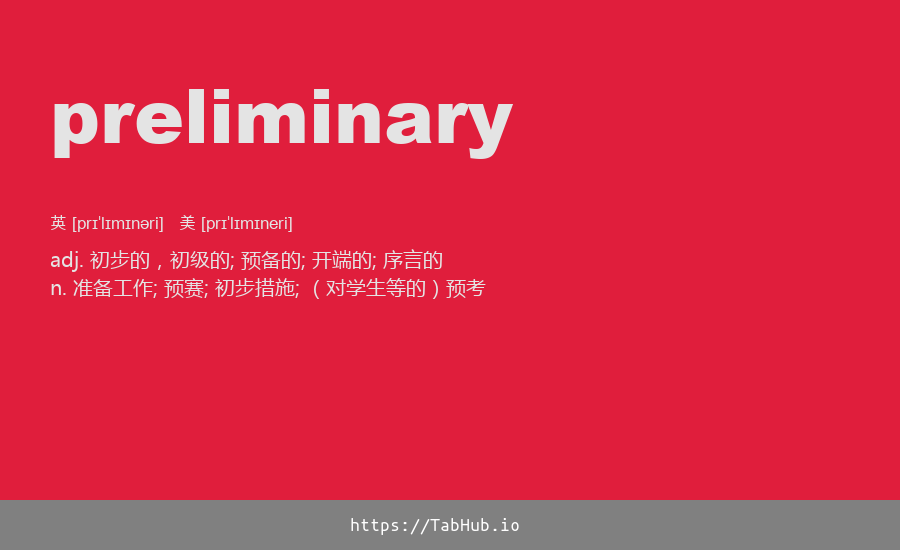 preliminary
英 [prɪˈlɪmɪnəri] 美 [prɪˈlɪmɪneri]
adj. 初步的，初级的; 预备的; 开端的; 序言的
n. 准备工作; 预赛; 初步措施; （对学生等的）预考
https://TabHub.io